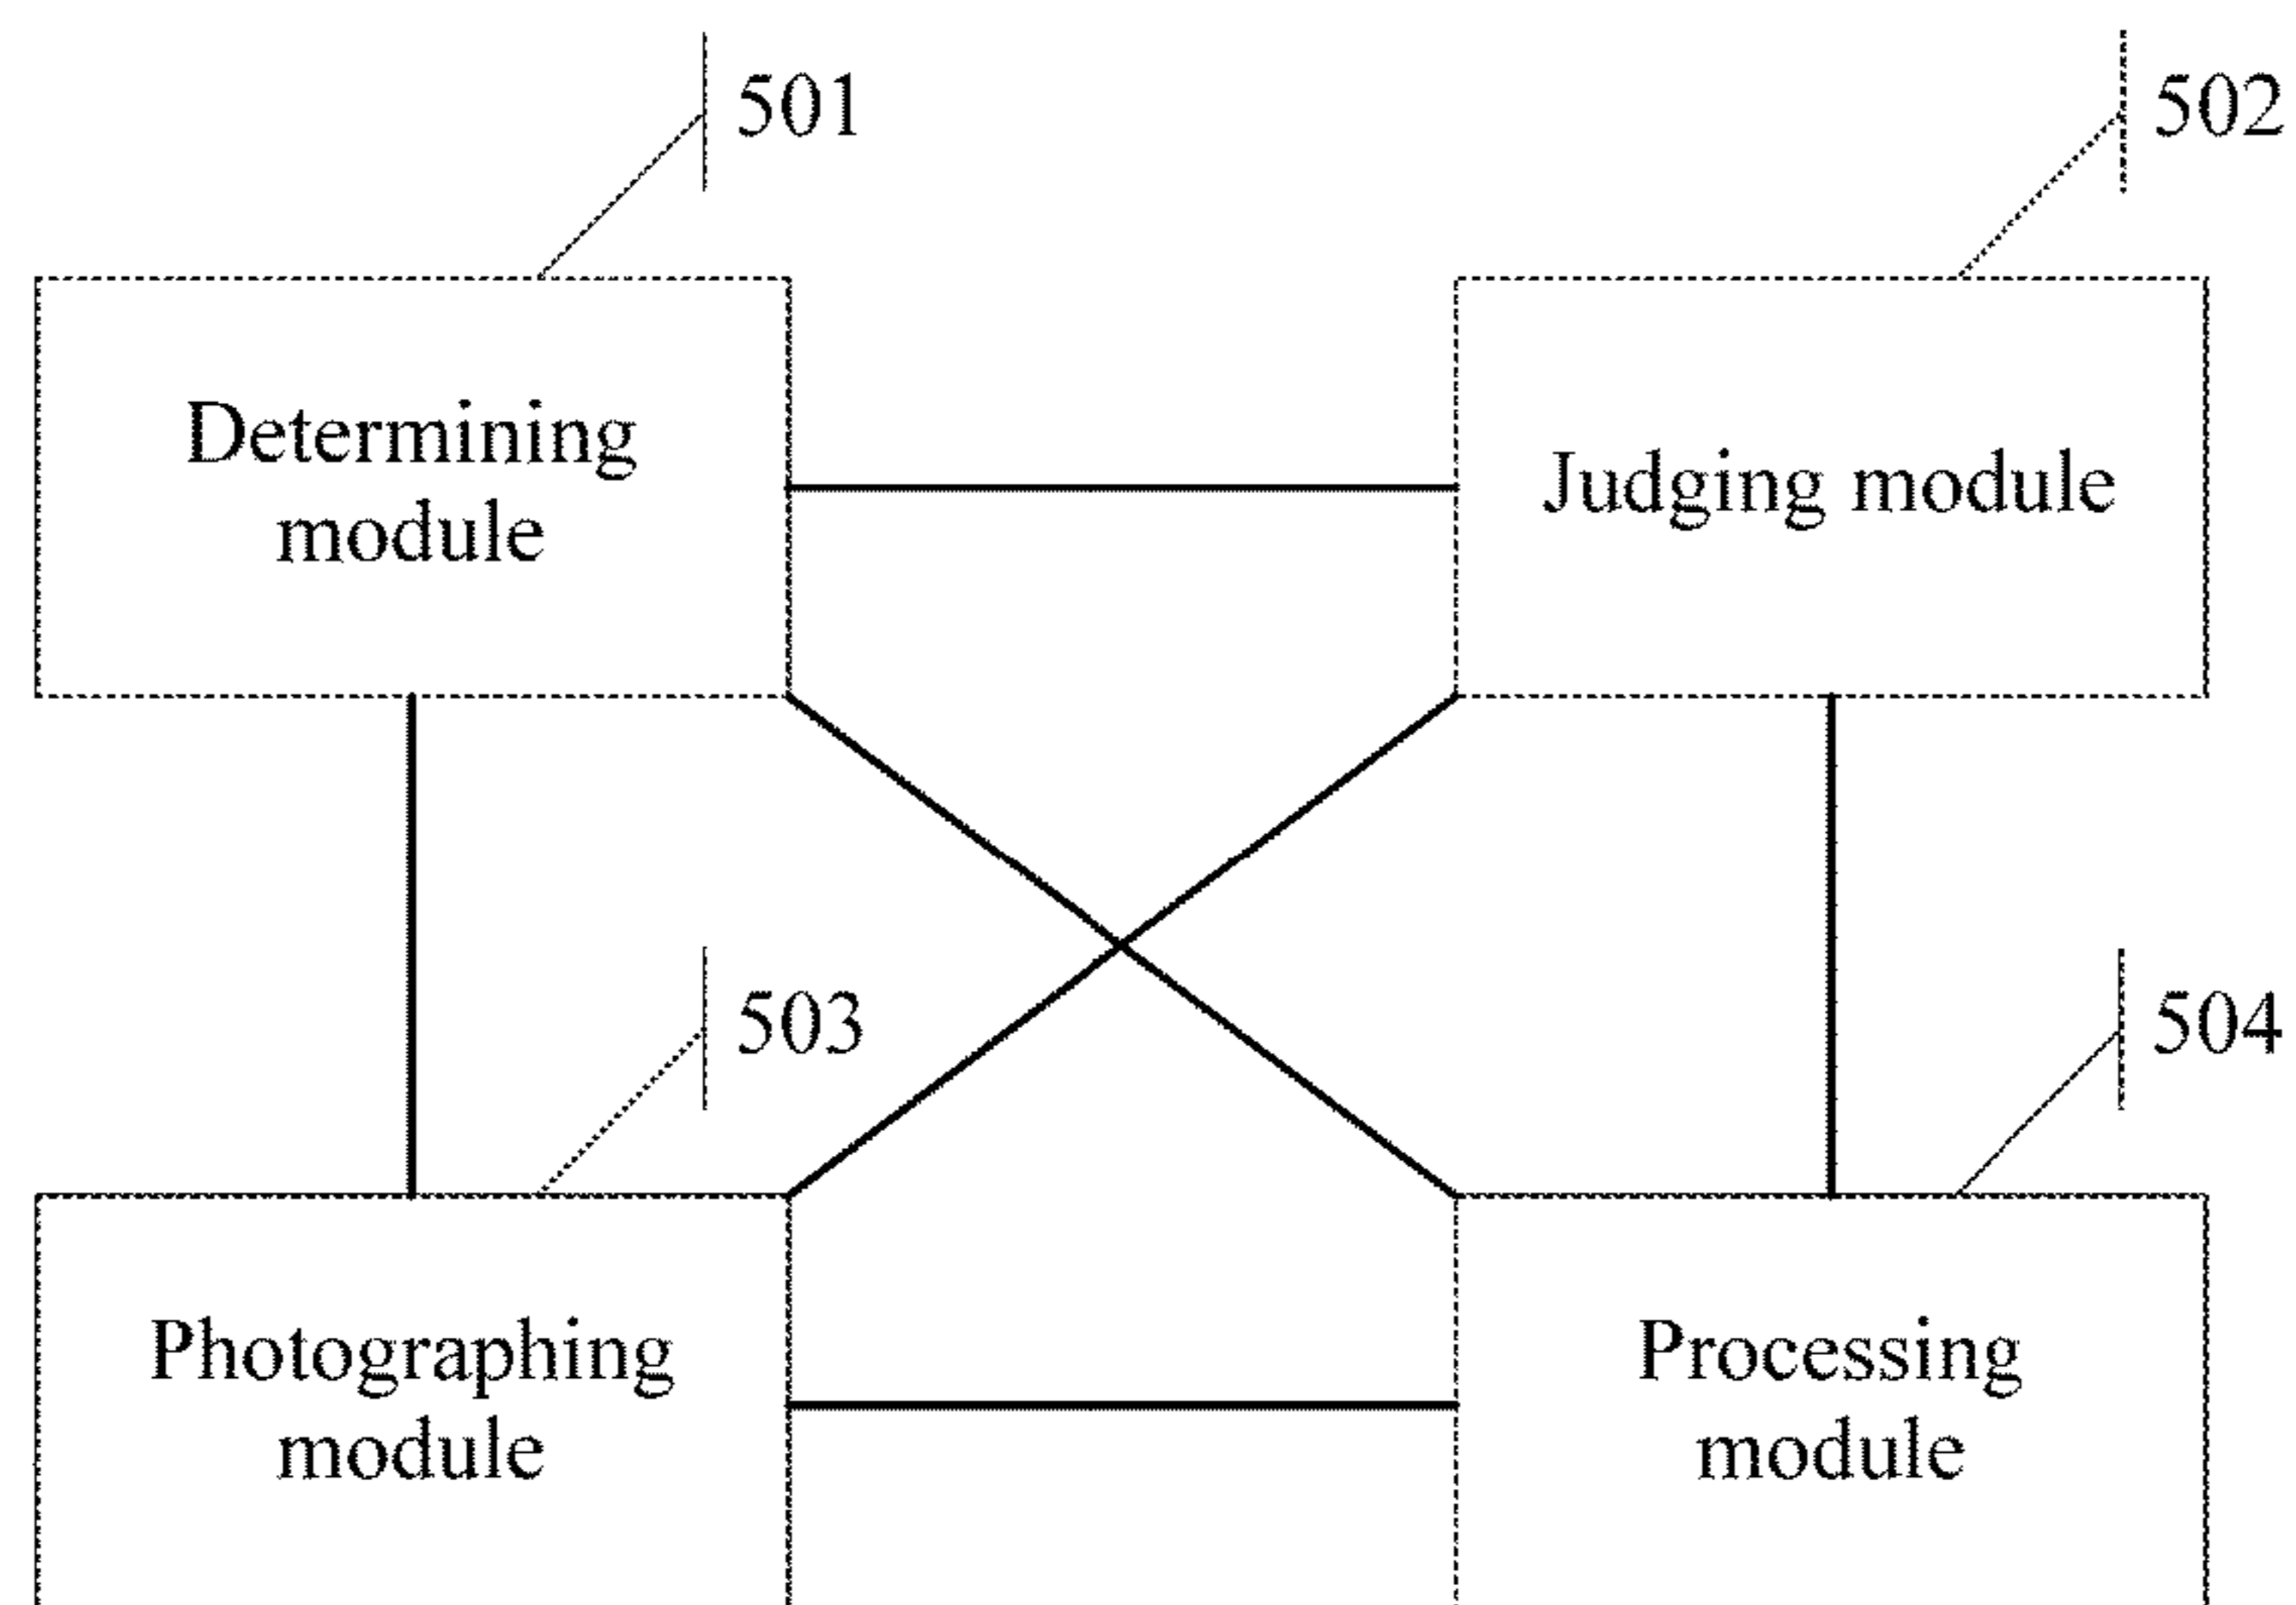 501
502
Determining
module
Judging module
503
504
Photographing
module
Processing
module